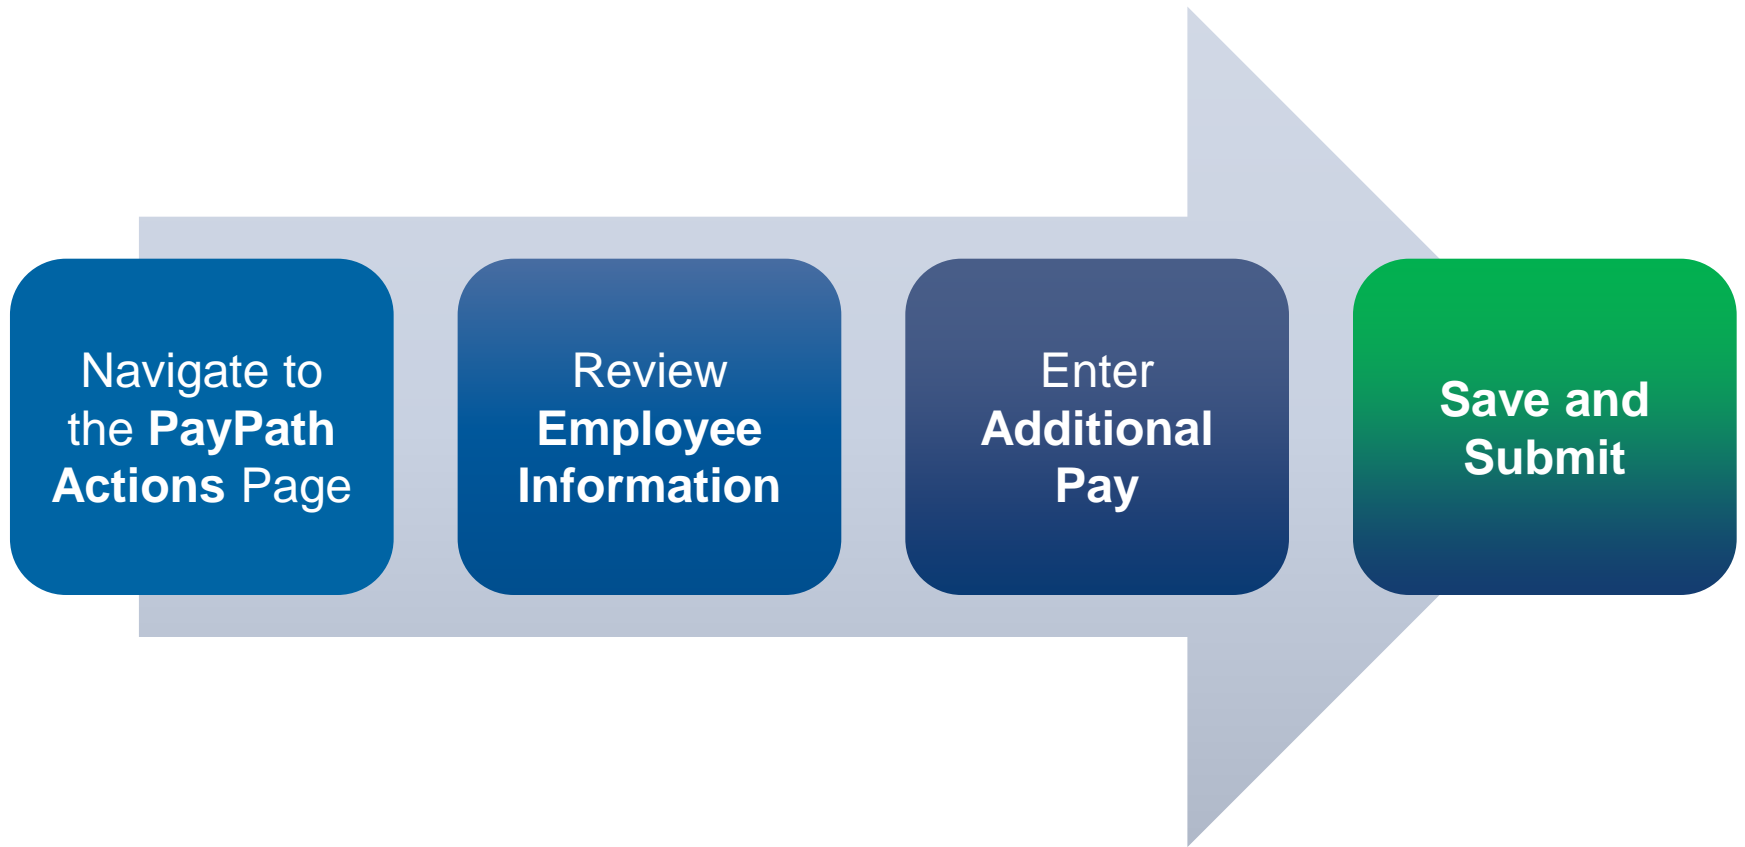 Navigate to
the PayPath
Actions Page
Review
Employee
Information
Enter
Additional
Pay
Save and
Submit